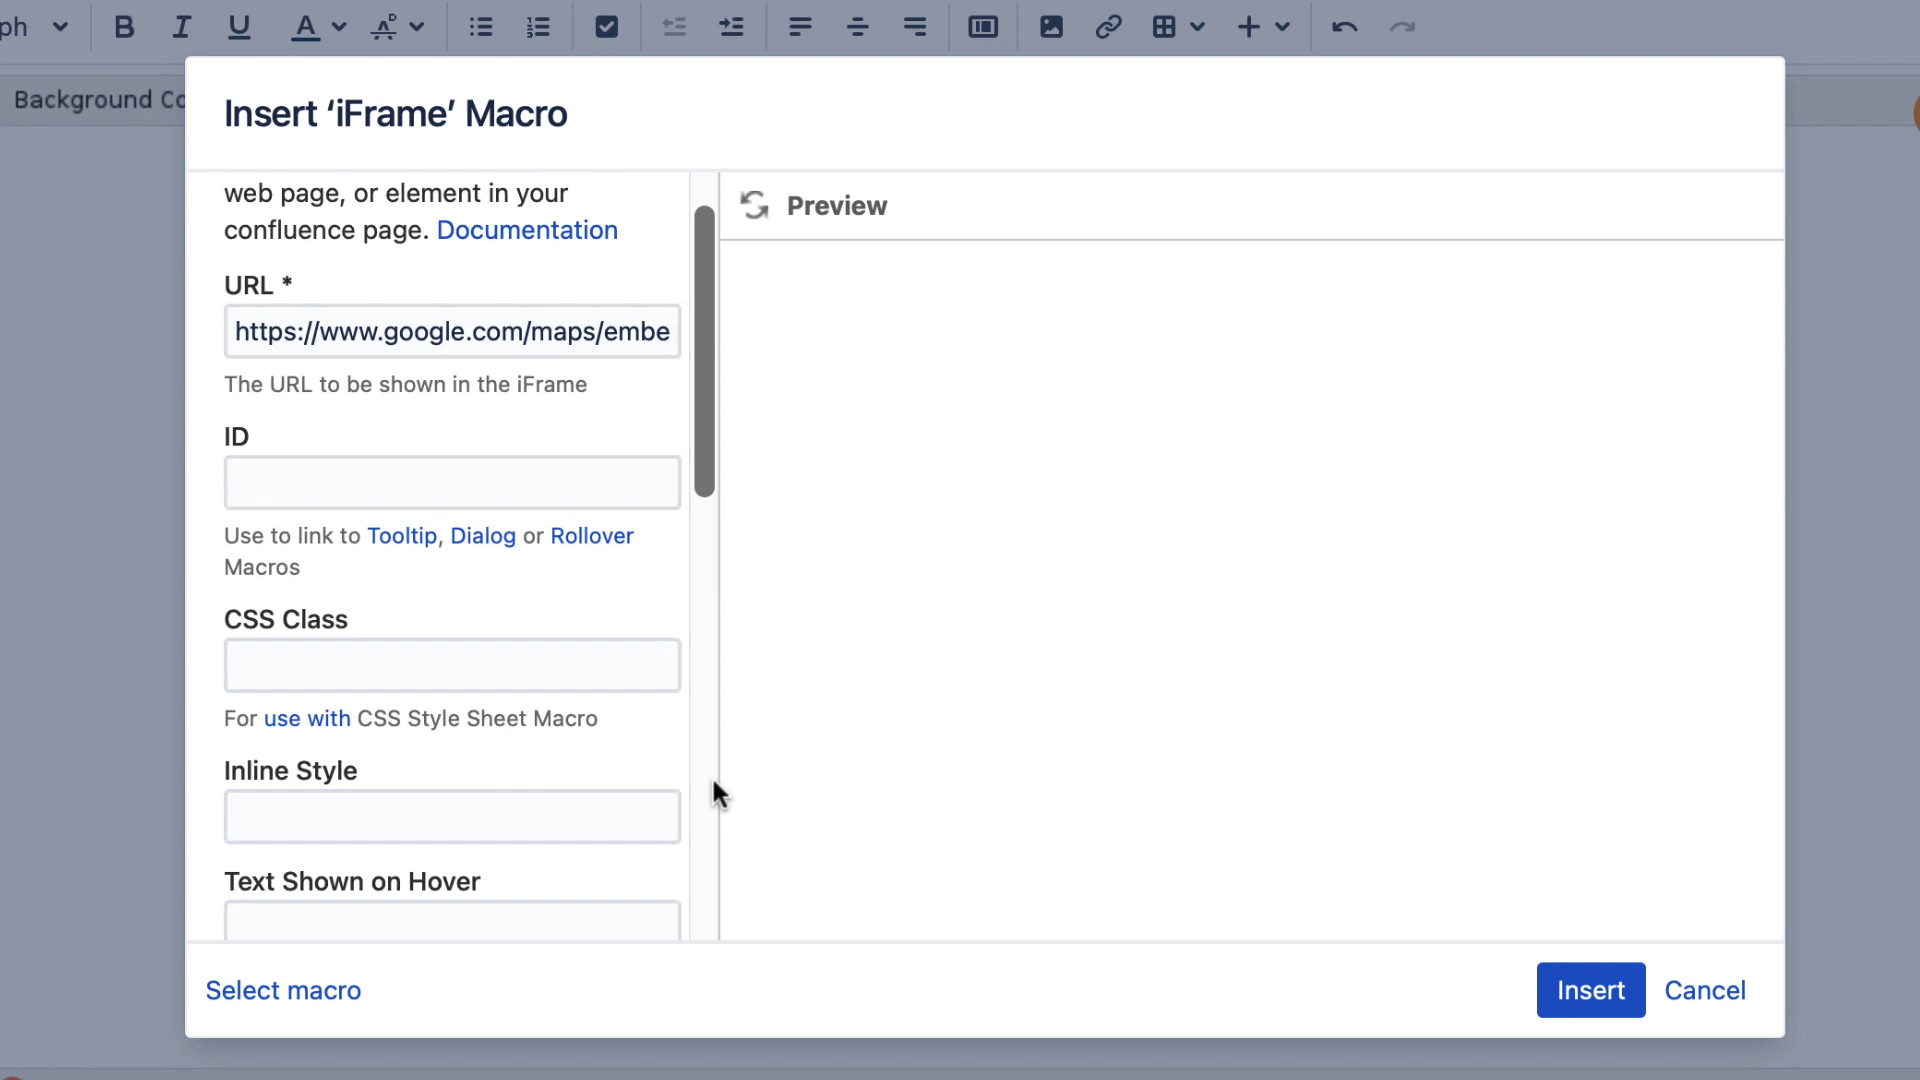 ph
B I U A
Background Co
Insert ‘iFrame’ Macro
web page, or element in your
confluence page. Documentation
URL *
https://www.google.com/maps/embe
The URL to be shown in the iFrame
ID
Use to link to Tooltip, Dialog or Rollover
Macros
CSS Class
For use with CSS Style Sheet Macro
Inline Style
Text Shown on Hover
Preview
Select macro
Insert
Cancel